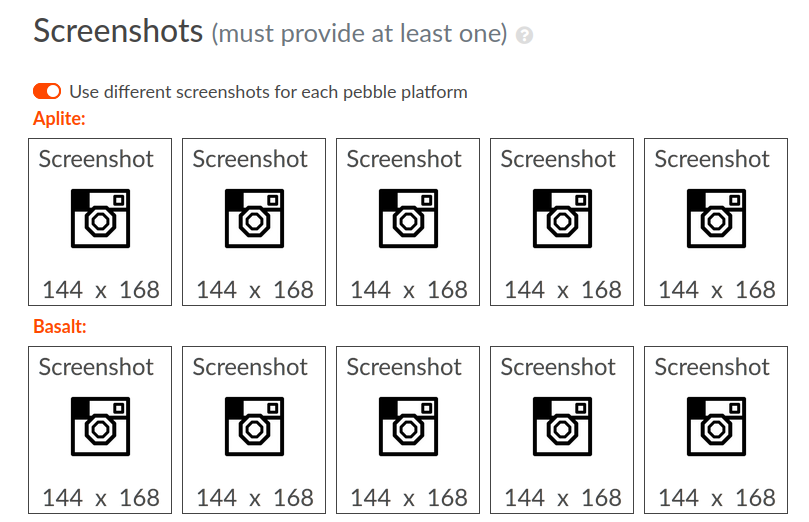 Screenshots (must provide at least one) ?
Use different screenshots for each pebble platform
Aplite:
Screenshot Screenshot Screenshot Screenshot Screenshot
144 x 168 144 x 168 144 x 168 144 x 168 144 x 168
Basalt:
Screenshot Screenshot Screenshot Screenshot Screenshot
144 x 168 144 x 168 144 x 168 144 x 168 144 x 168